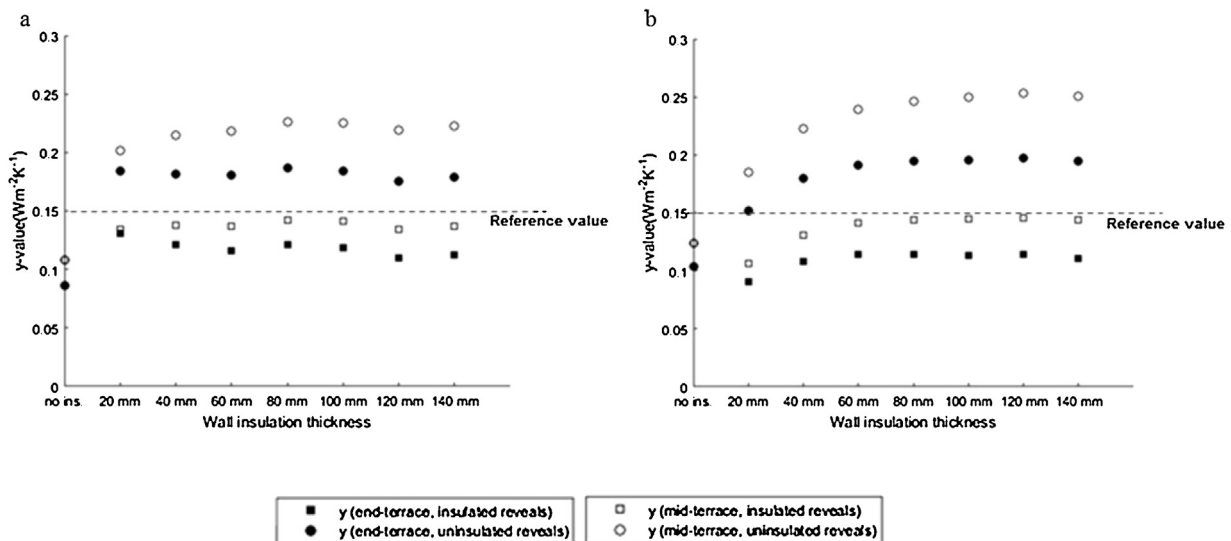 a
0.3
0.25
0.2
0.15
0.1
0.05
0
y-value(Wm-2K-1)
Reference value
no ins. 20 mm 40 mm 60 mm 80 mm 100 mm 120 mm 140 mm
Wall insulation thickness
b
0.3
0.25
0.2
0.15
0.1
0.05
0
y-value(Wm-2K-1)
Reference value
no ins. 20 mm 40 mm 60 mm 80 mm 100 mm 120 mm 140 mm
Wall insulation thickness
y (end-terrace, insulated reveals)
y (end-terrace, uninsulated reveals)
y (mid-terrace, insulated reveals)
y (mid-terrace, uninsulated reveals)